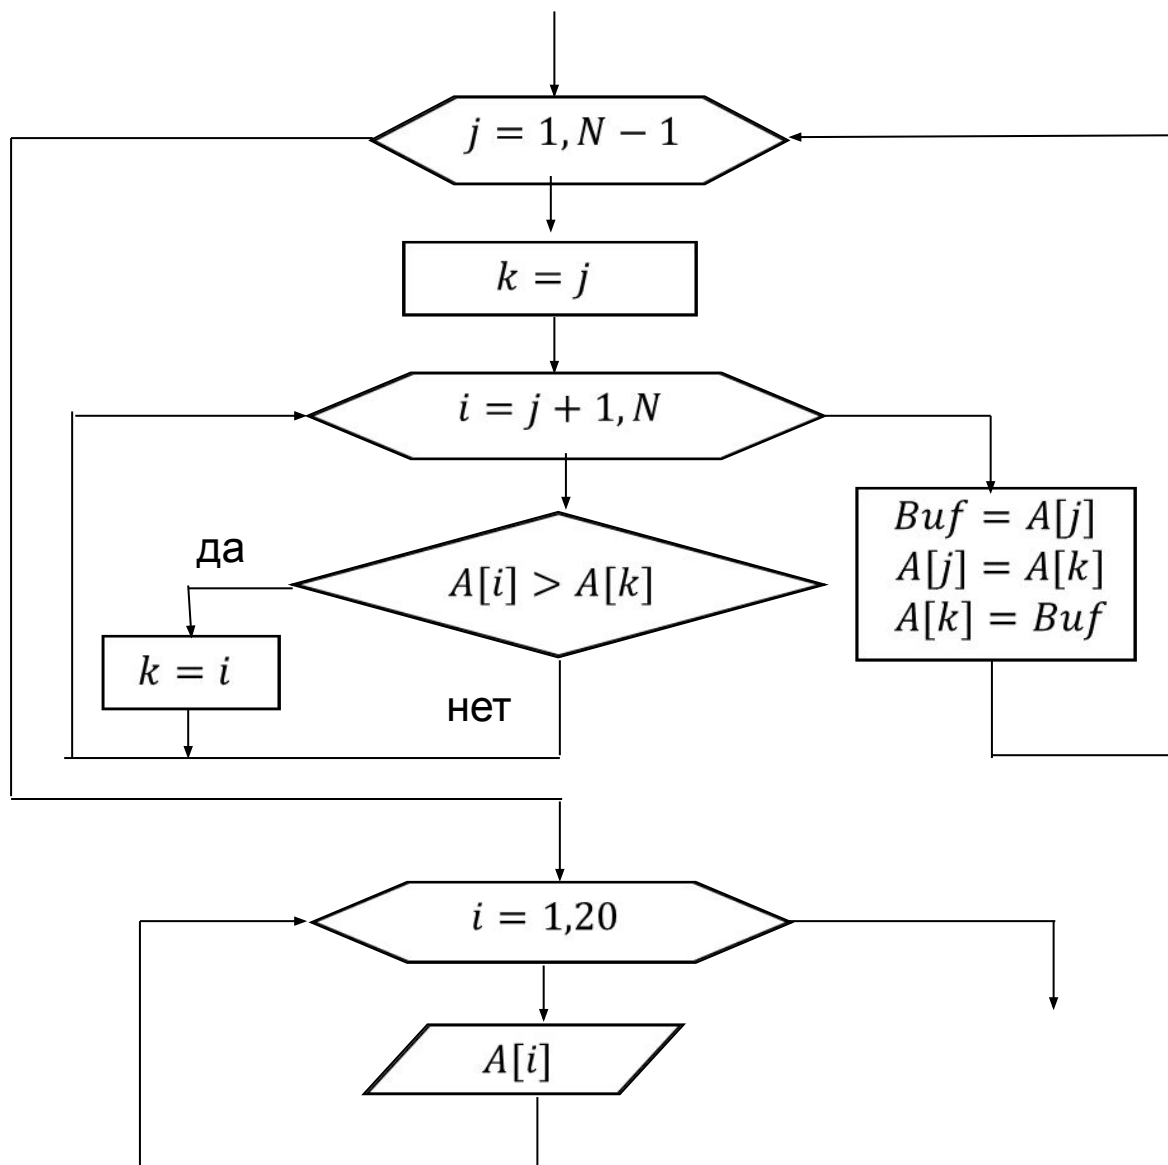 j = 1, N − 1
k = j
i = j + 1, N
Buf = A[j]
A[j] = A[k]
A[k] = Buf
да
A[i] > A[k]
k = i
нет
i = 1,20
A[i]